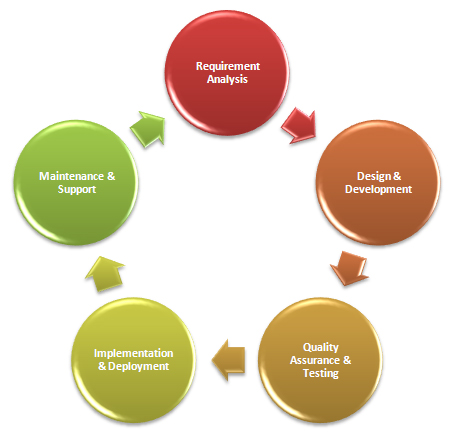 Requirement
Analysis
Design &
Development
Quality
Assurance &
Testing
Implementation
& Deployment
Maintenance &
Support